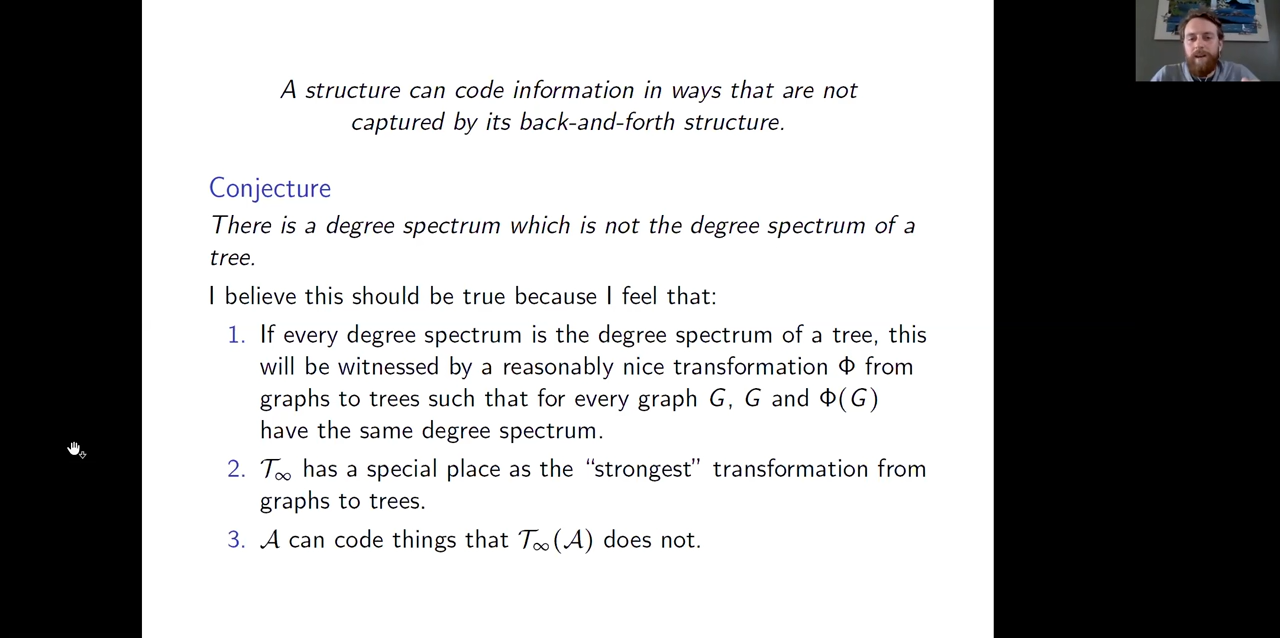 A structure can code information in ways that are not
captured by its back-and-forth structure.
Conjecture
There is a degree spectrum which is not the degree spectrum of a
tree.
I believe this should be true because I feel that:
1. If every degree spectrum is the degree spectrum of a tree, this
will be witnessed by a reasonably nice transformation Φ from
graphs to trees such that for every graph G, G and Φ(G)
have the same degree spectrum.
2. 𝒯∞ has a special place as the “strongest” transformation from
graphs to trees.
3. 𝒜 can code things that 𝒯∞(𝒜) does not.